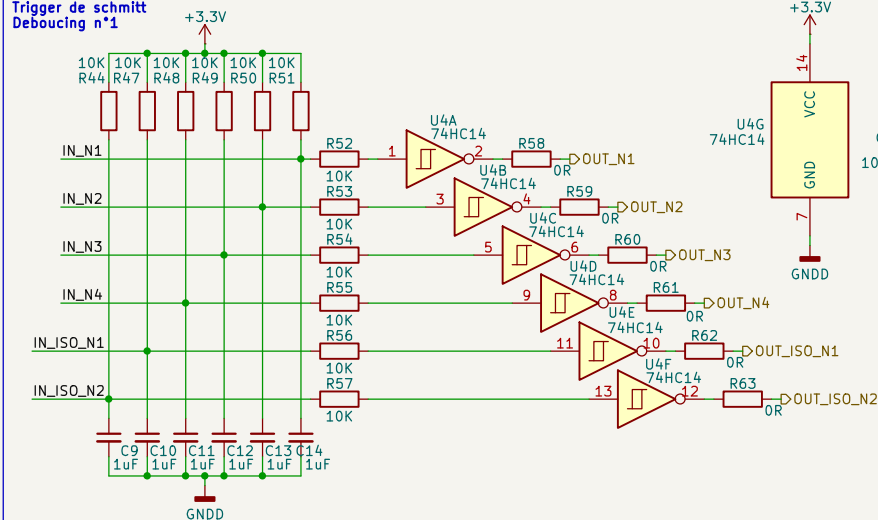 Trigger de schmitt
Deboucing n°1
+3.3V
+3.3V
10K 10K 10K 10K 10K 10K
R44 R47 R48 R49 R50 R51
IN_N1
IN_N2
IN_N3
IN_N4
IN_ISO_N1
IN_ISO_N2
R52
10K
R53
10K
R54
10K
R55
10K
R56
10K
R57
10K
U4A
74HC14
1
2
R58
0R
OUT_N1
U4B
74HC14
3
4
R59
0R
OUT_N2
U4C
74HC14
5
6
R60
0R
OUT_N3
U4D
74HC14
9
8
R61
0R
OUT_N4
U4E
74HC14
11
10
R62
0R
OUT_ISO_N1
U4F
74HC14
13
12
R63
0R
OUT_ISO_N2
C9 C10 C11 C12 C13 C14
1uF 1uF 1uF 1uF 1uF 1uF
GNDD
14
VCC
U4G
74HC14
GND
7
GNDD
10